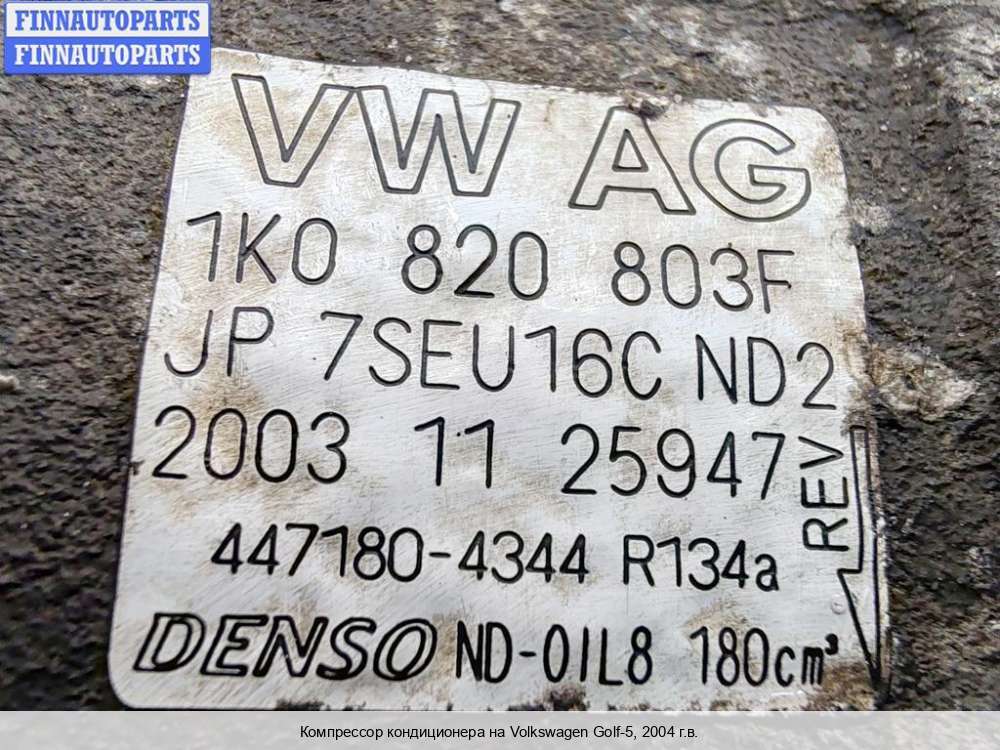 FINNAUTOPARTS
FINNAUTOPARTS
VW AG
1K0 820 803F
JP 7SEU16C ND2
2003 11 25947
REV
447180-4344 R134a
DENSO ND-OIL8 180cm³
Компрессор кондиционера на Volkswagen Golf-5, 2004 г.в.